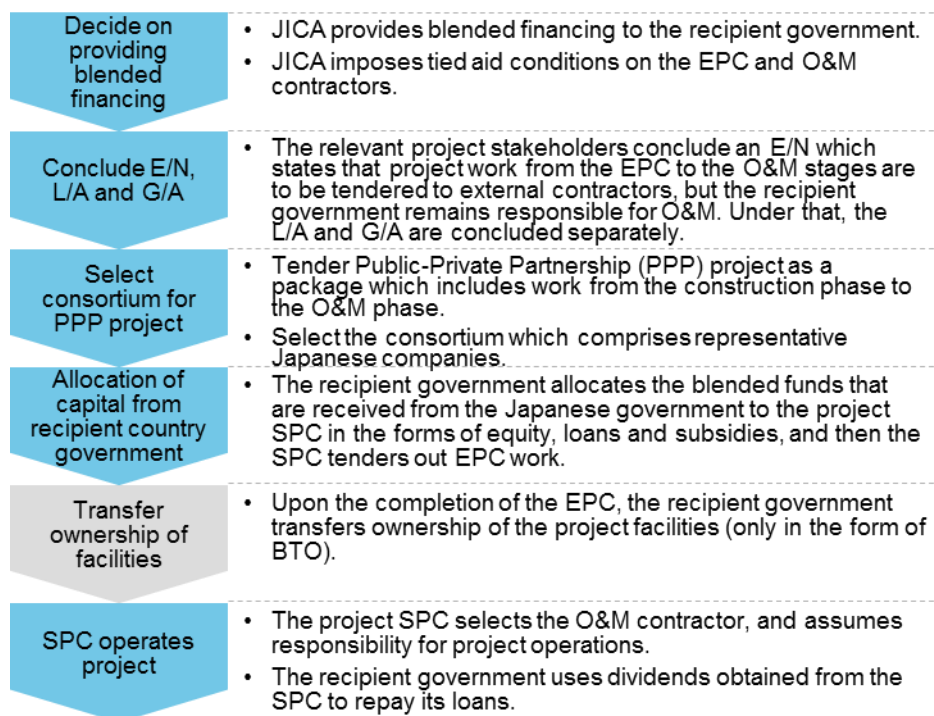 Decide on
providing
blended
financing
• JICA provides blended financing to the recipient government.
• JICA imposes tied aid conditions on the EPC and O&M
contractors.
Conclude E/N,
L/A and G/A
• The relevant project stakeholders conclude an E/N which
states that project work from the EPC to the O&M stages are
to be tendered to external contractors, but the recipient
government remains responsible for O&M. Under that, the
L/A and G/A are concluded separately.
Select
consortium for
PPP project
• Tender Public-Private Partnership (PPP) project as a
package which includes work from the construction phase to
the O&M phase.
• Select the consortium which comprises representative
Japanese companies.
Allocation of
capital from
recipient country
government
• The recipient government allocates the blended funds that
are received from the Japanese government to the project
SPC in the forms of equity, loans and subsidies, and then the
SPC tenders out EPC work.
Transfer
ownership of
facilities
• Upon the completion of the EPC, the recipient government
transfers ownership of the project facilities (only in the form of
BTO).
SPC operates
project
• The project SPC selects the O&M contractor, and assumes
responsibility for project operations.
• The recipient government uses dividends obtained from the
SPC to repay its loans.